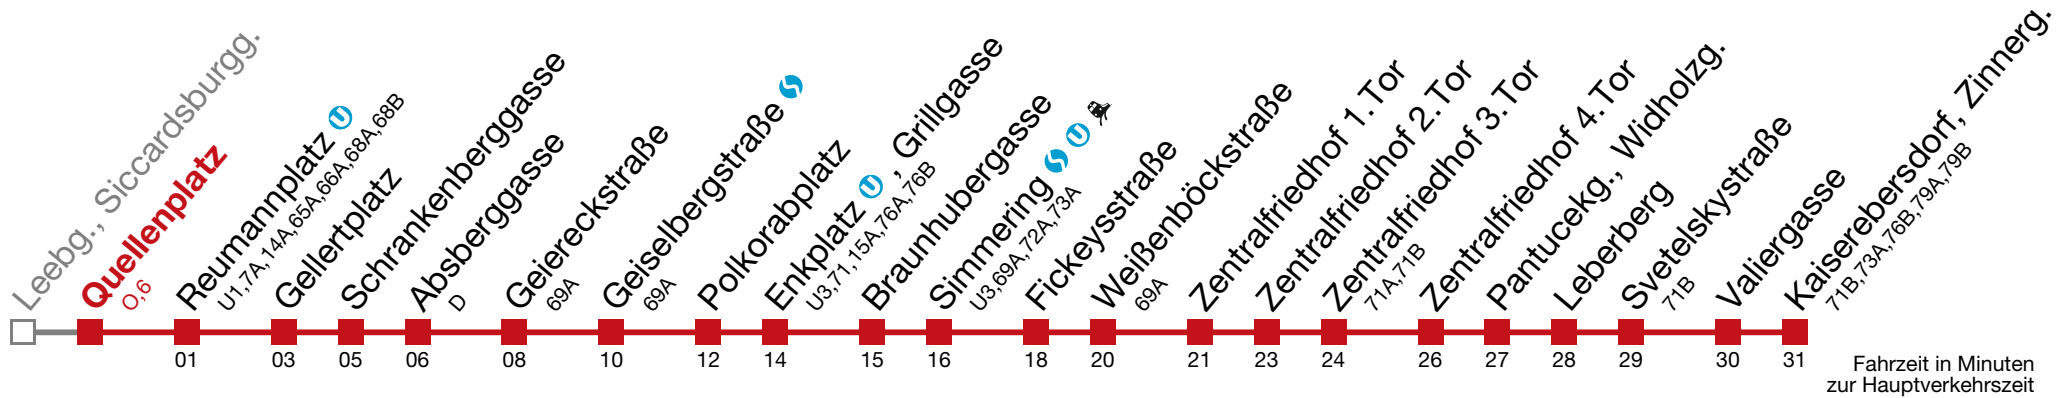 Leebg., Siccardsburgg.
Quellenplatz
O,6
Reumannplatz U
U1,7A,14A,65A,66A,68A,68B
Gellertplatz
Schrankenberggasse
Absberggasse
D
Geiereckstraße
69A
Geiselbergstraße S
69A
Polkorabplatz
Enkplatz U , Grillgasse
U3,71,15A,76A,76B
Braunhubergasse
Simmering S U
U3,69A,72A,73A
Fickeysstraße
Weißenböckstraße
69A
Zentralfriedhof 1.Tor
Zentralfriedhof 2.Tor
Zentralfriedhof 3.Tor
71A,71B
Zentralfriedhof 4.Tor
Pantucekg., Widholzg.
Leberberg
Svetelskystraße
71B
Valiergasse
Kaiserebersdorf, Zinnerg.
71B,73A,76B,79A,79B
01 03 05 06 08 10 12 14 15 16 18 20 21 23 24 26 27 28 29 30 31
Fahrzeit in Minuten
zur Hauptverkehrszeit